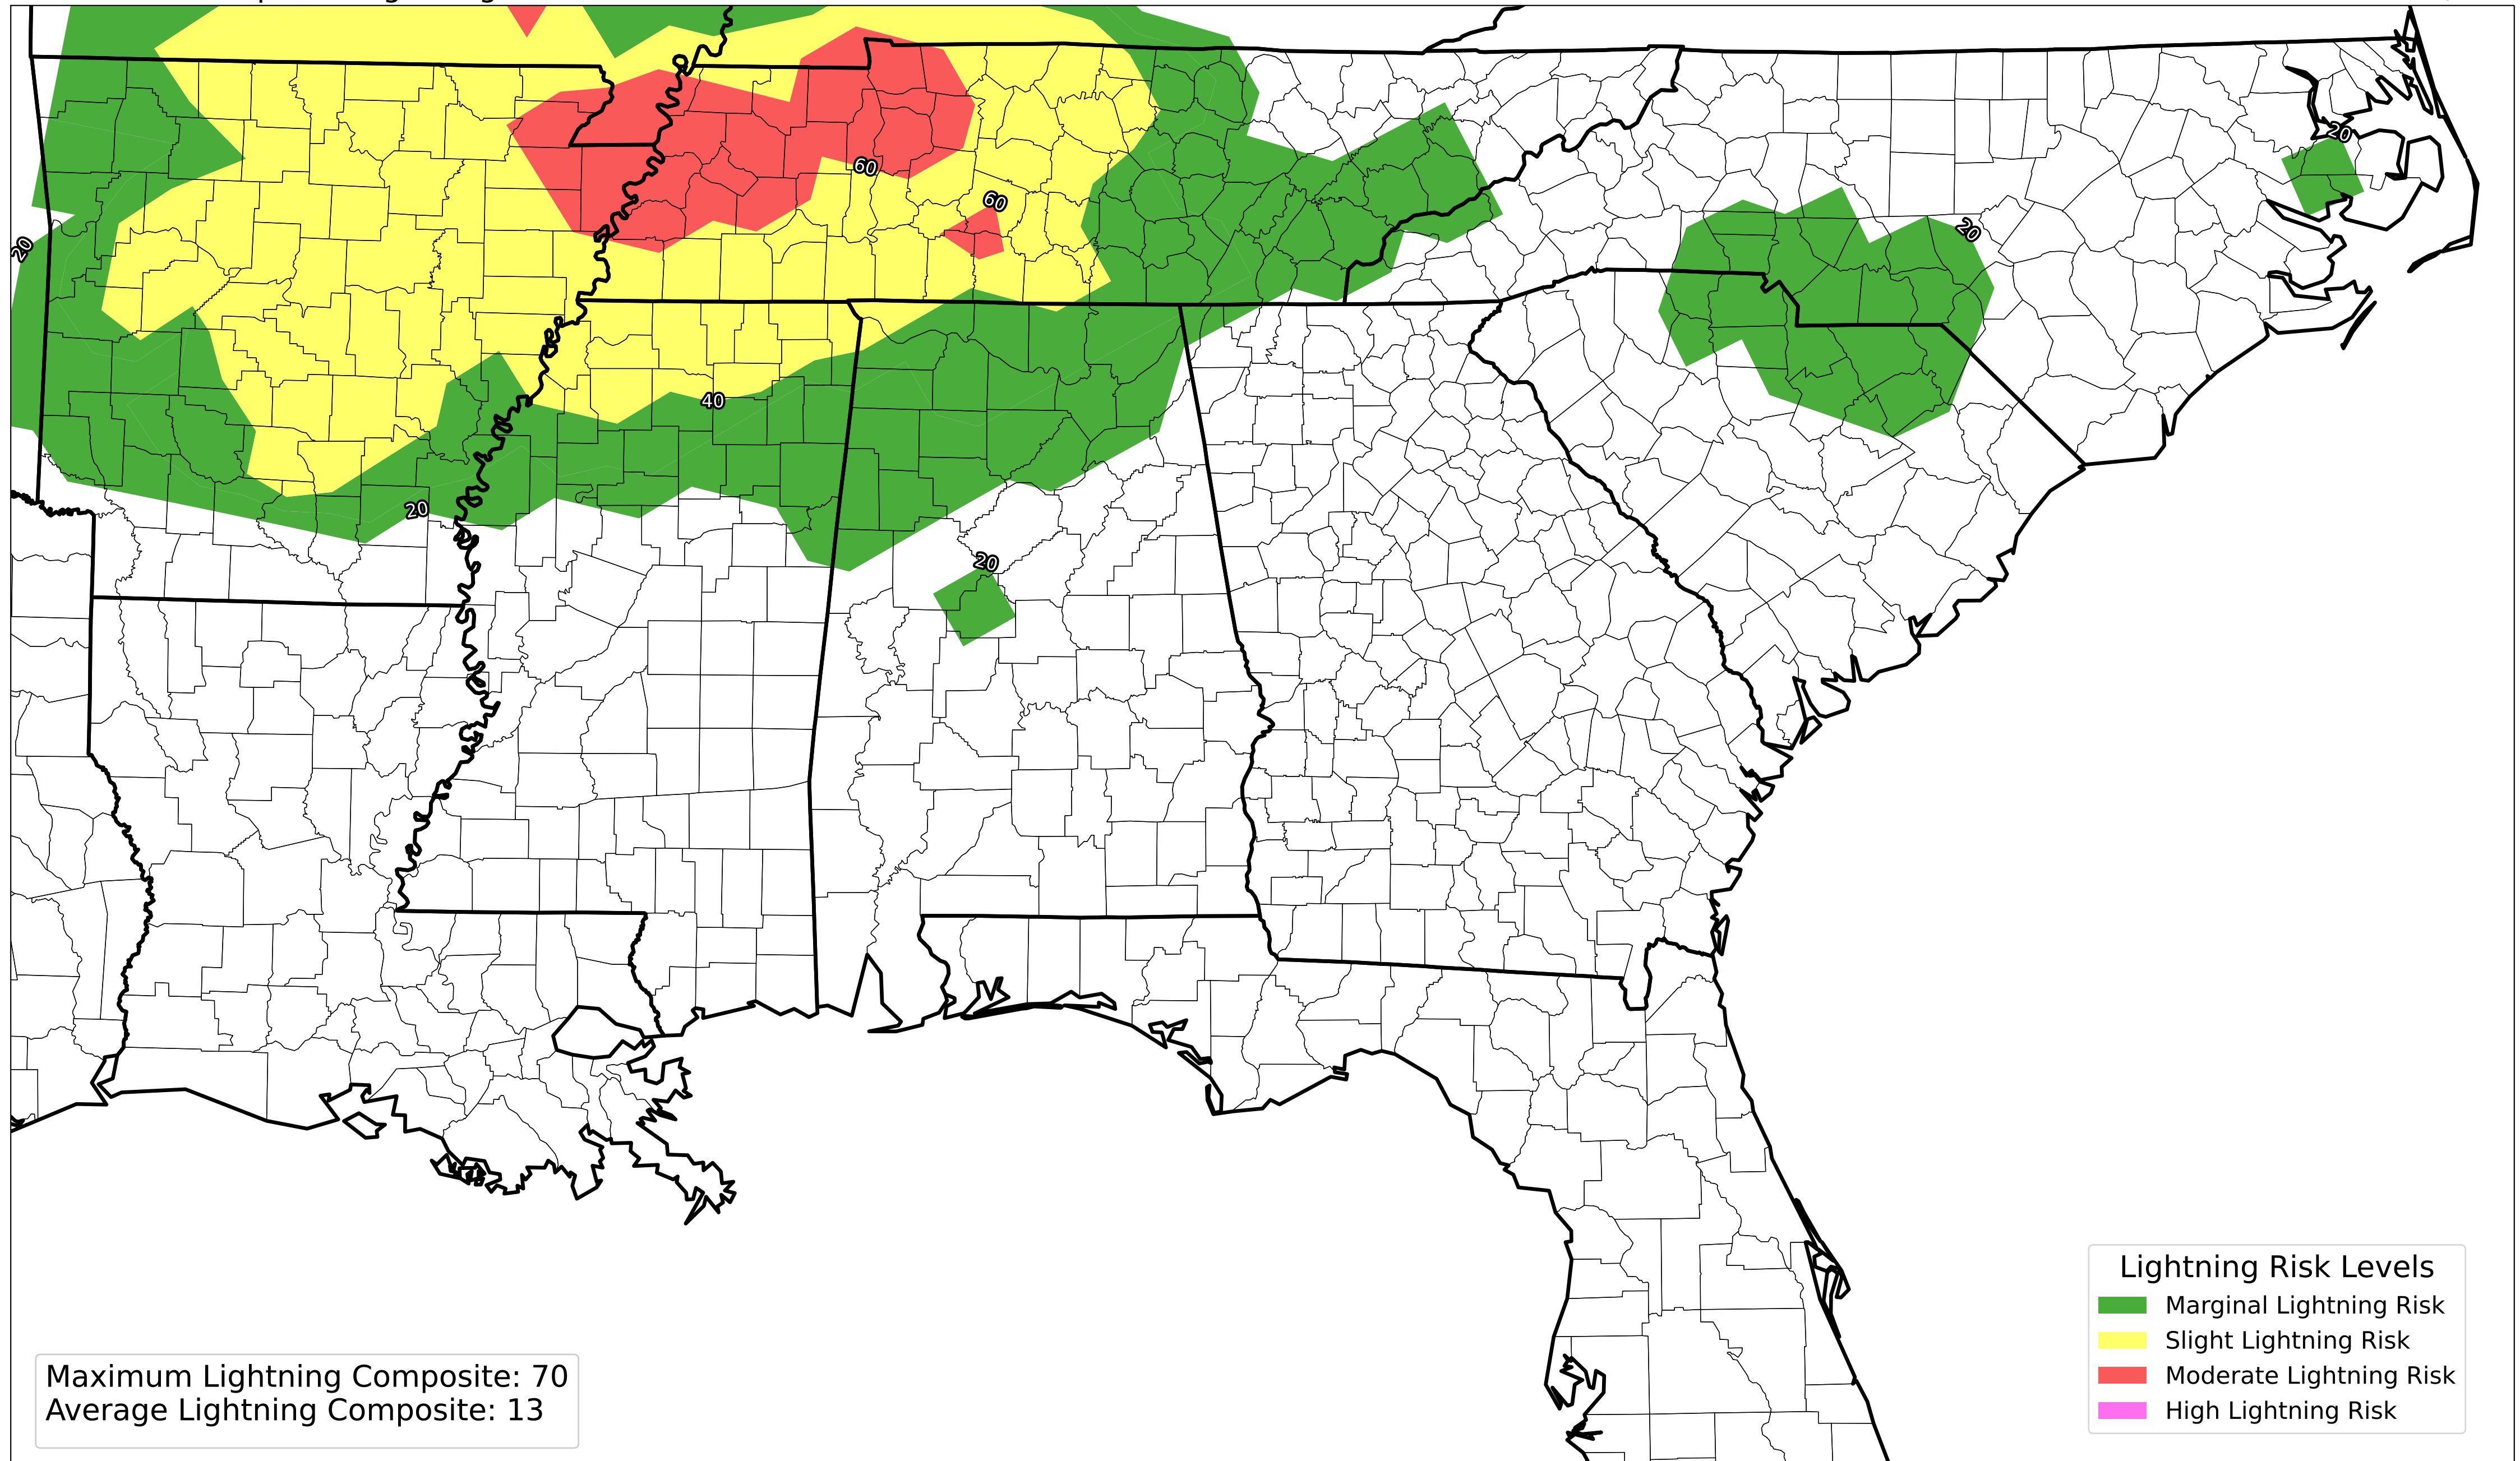 20
60
60
20
20
40
20
20
Lightning Risk Levels
Marginal Lightning Risk
Slight Lightning Risk
Moderate Lightning Risk
High Lightning Risk
Maximum Lightning Composite: 70
Average Lightning Composite: 13